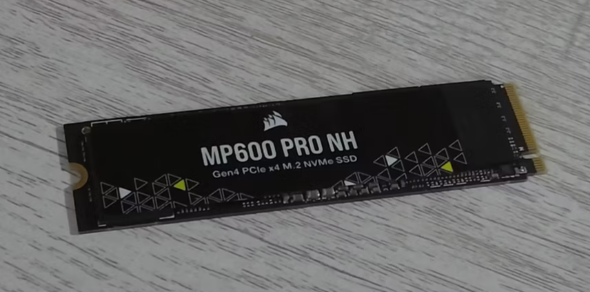 MP600 PRO NH
Gen4 PCIe x4 M.2 NVMe SSD